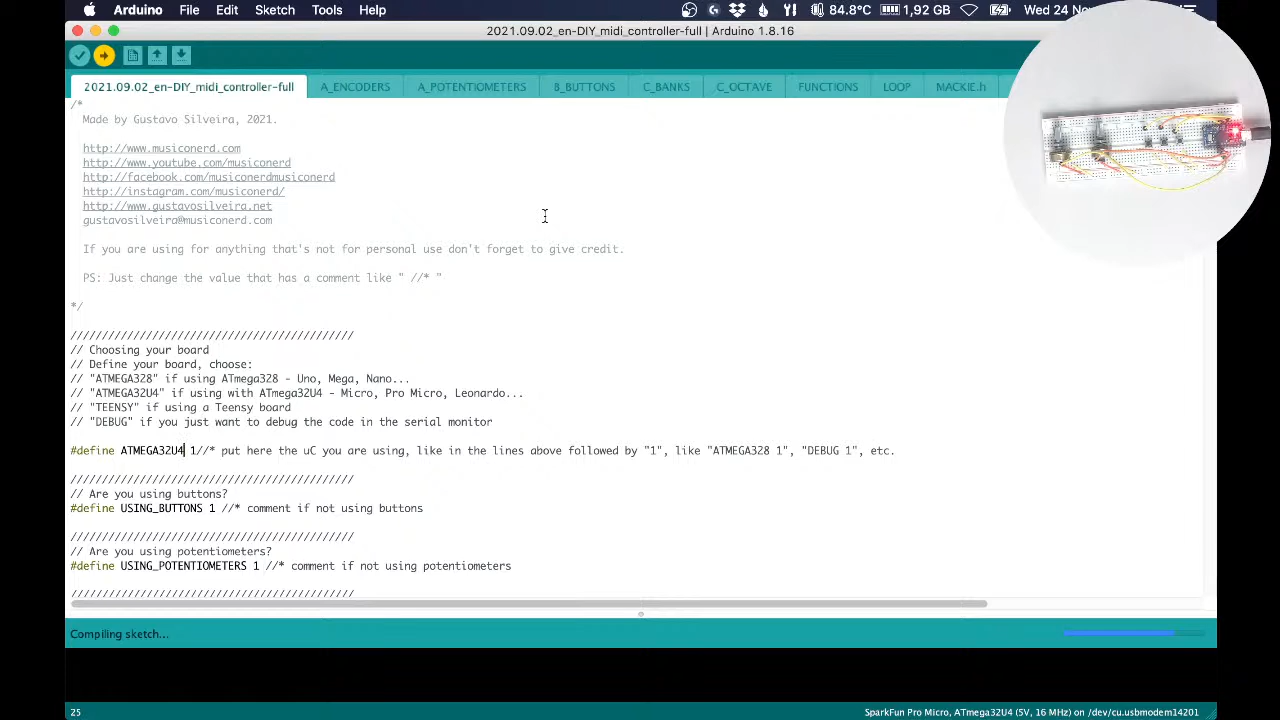 Arduino File Edit Sketch Tools Help 84.8°C 1,92 GB Wed 24 Nov
2021.09.02_en-DIY_midi_controller-full | Arduino 1.8.16
2021.09.02_en-DIY_midi_controller-full A_ENCODERS A_POTENTIOMETERS B_BUTTONS C_BANKS C_OCTAVE FUNCTIONS LOOP MACKIE.h
/*
Made by Gustavo Silveira, 2021.
http://www.musiconerd.com
http://www.youtube.com/musiconerd
http://facebook.com/musiconerdmusiconerd
http://instagram.com/musiconerd/
http://www.gustavosilveira.net
gustavosilveira@musiconerd.com
If you are using for anything that's not for personal use don't forget to give credit.
PS: Just change the value that has a comment like " //* "
*/
/////////////////////////////////////////////
// Choosing your board
// Define your board, choose:
// "ATMEGA328" if using ATmega328 - Uno, Mega, Nano...
// "ATMEGA32U4" if using with ATmega32U4 - Micro, Pro Micro, Leonardo...
// "TEENSY" if using a Teensy board
// "DEBUG" if you just want to debug the code in the serial monitor
#define ATMEGA32U4 1//* put here the uC you are using, like in the lines above followed by "1", like "ATMEGA328 1", "DEBUG 1", etc.
/////////////////////////////////////////////
// Are you using buttons?
#define USING_BUTTONS 1 //* comment if not using buttons
/////////////////////////////////////////////
// Are you using potentiometers?
#define USING_POTENTIOMETERS 1 //* comment if not using potentiometers
/////////////////////////////////////////////
Compiling sketch...
25 SparkFun Pro Micro, ATmega32U4 (5V, 16 MHz) on /dev/cu.usbmodem14201